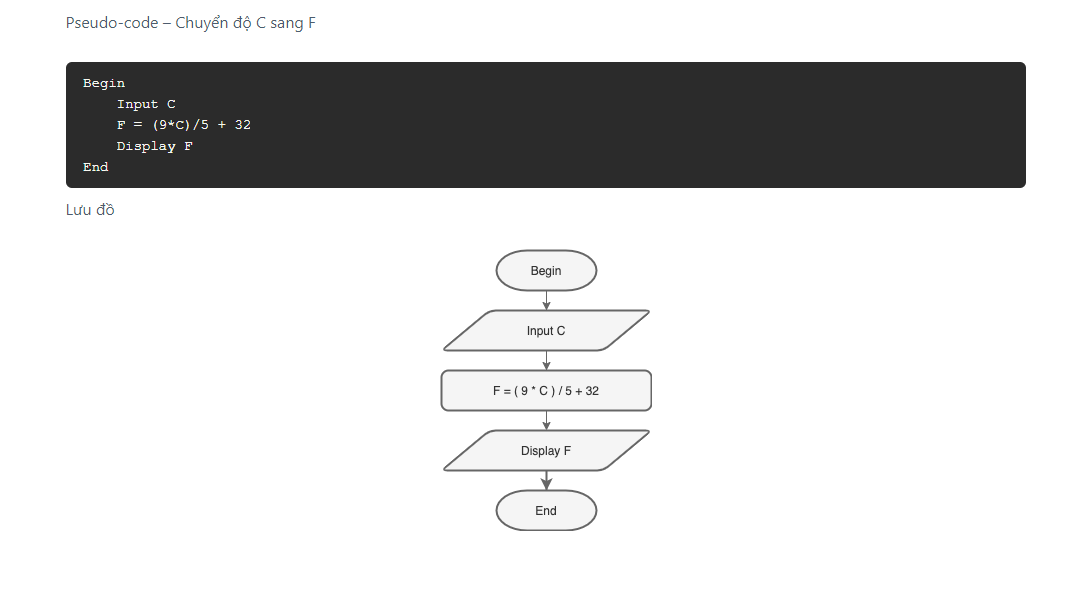 Pseudo-code – Chuyển độ C sang F
Begin
    Input C
    F = (9*C)/5 + 32
    Display F
End
Lưu đồ
Begin
Input C
F = ( 9 * C ) / 5 + 32
Display F
End